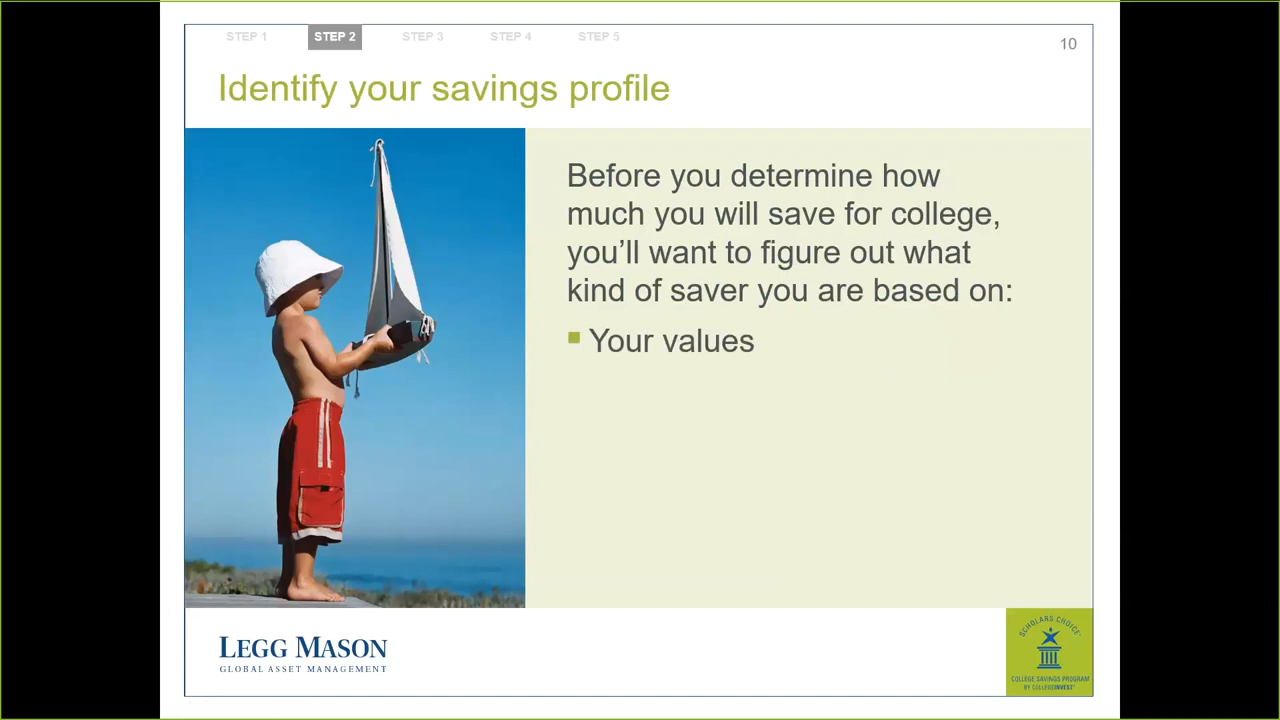 STEP 1 STEP 2 STEP 3 STEP 4 STEP 5
10
Identify your savings profile
Before you determine how
much you will save for college,
you'll want to figure out what
kind of saver you are based on:
Your values
LEGG MASON
GLOBAL ASSET MANAGEMENT
SCHOLARS CHOICE
COLLEGE SAVINGS PROGRAM
BY COLLEGEINVEST